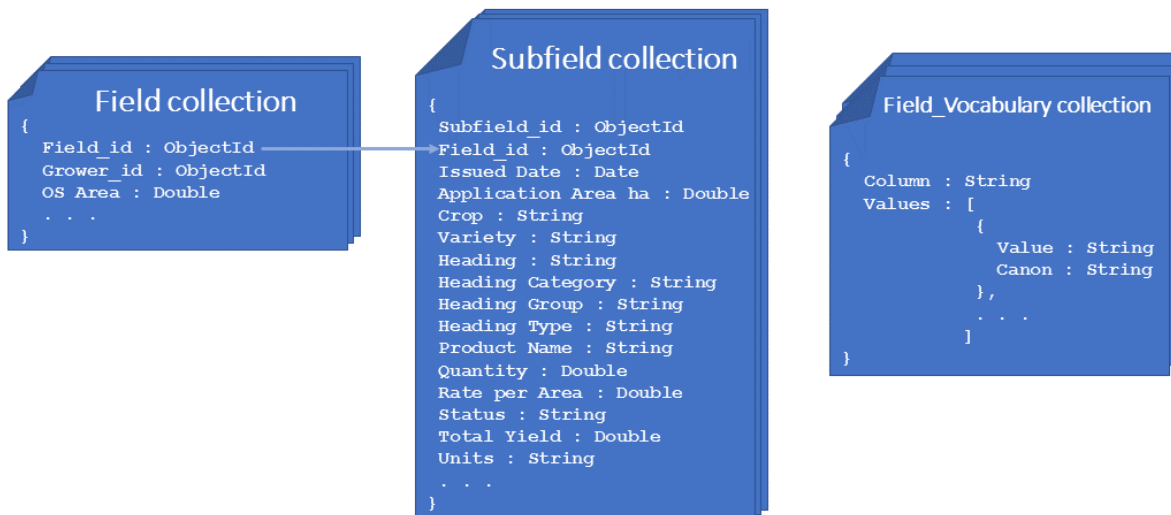 Field collection
{
Field_id : ObjectId
Grower_id : ObjectId
OS Area : Double
. . .
}
Subfield collection
{
Subfield_id : ObjectId
Field_id : ObjectId
Issued Date : Date
Application Area ha : Double
Crop : String
Variety : String
Heading : String
Heading Category : String
Heading Group : String
Heading Type : String
Product Name : String
Quantity : Double
Rate per Area : Double
Status : String
Total Yield : Double
Units : String
. . .
}
Field_Vocabulary collection
{
Column : String
Values : [
{
Value : String
Canon : String
},
. . .
]
}